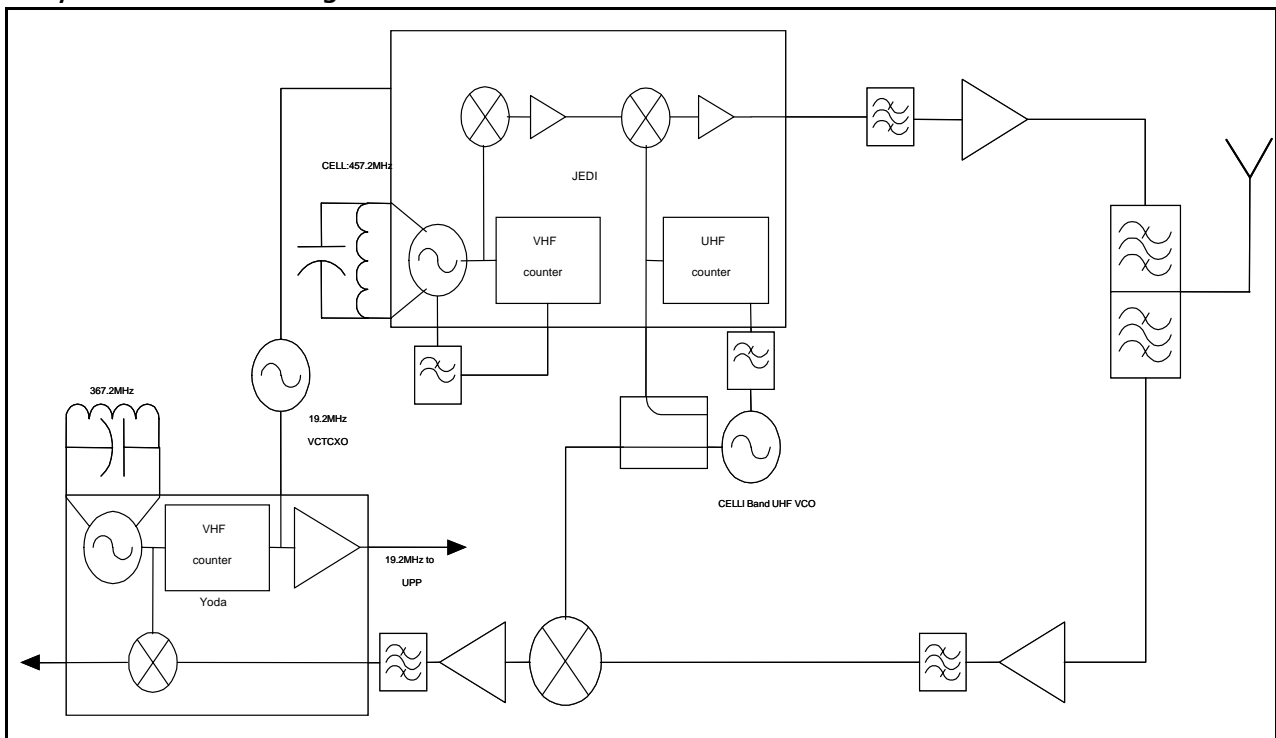 CELL:457.2MHz
JEDI
VHF
counter
UHF
counter
367.2MHz
19.2MHz
VCTCXO
CELLI Band UHF VCO
VHF
counter
Yoda
19.2MHz to
UPP